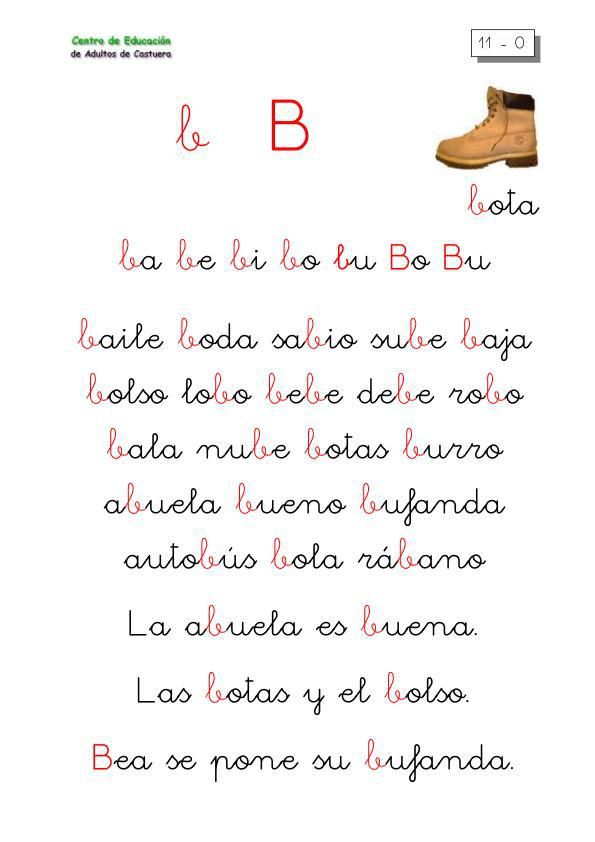 Centro de Educación
de Adultos de Castuera
11 - O
b B
bota
ba be bi bo bu Bo Bu
baile boda sabio sube baja
bolso lobo bebe debe robo
bala nube botas burro
abuela bueno bufanda
autobús bola rábano
La abuela es buena.
Las botas y el bolso.
Bea se pone su bufanda.